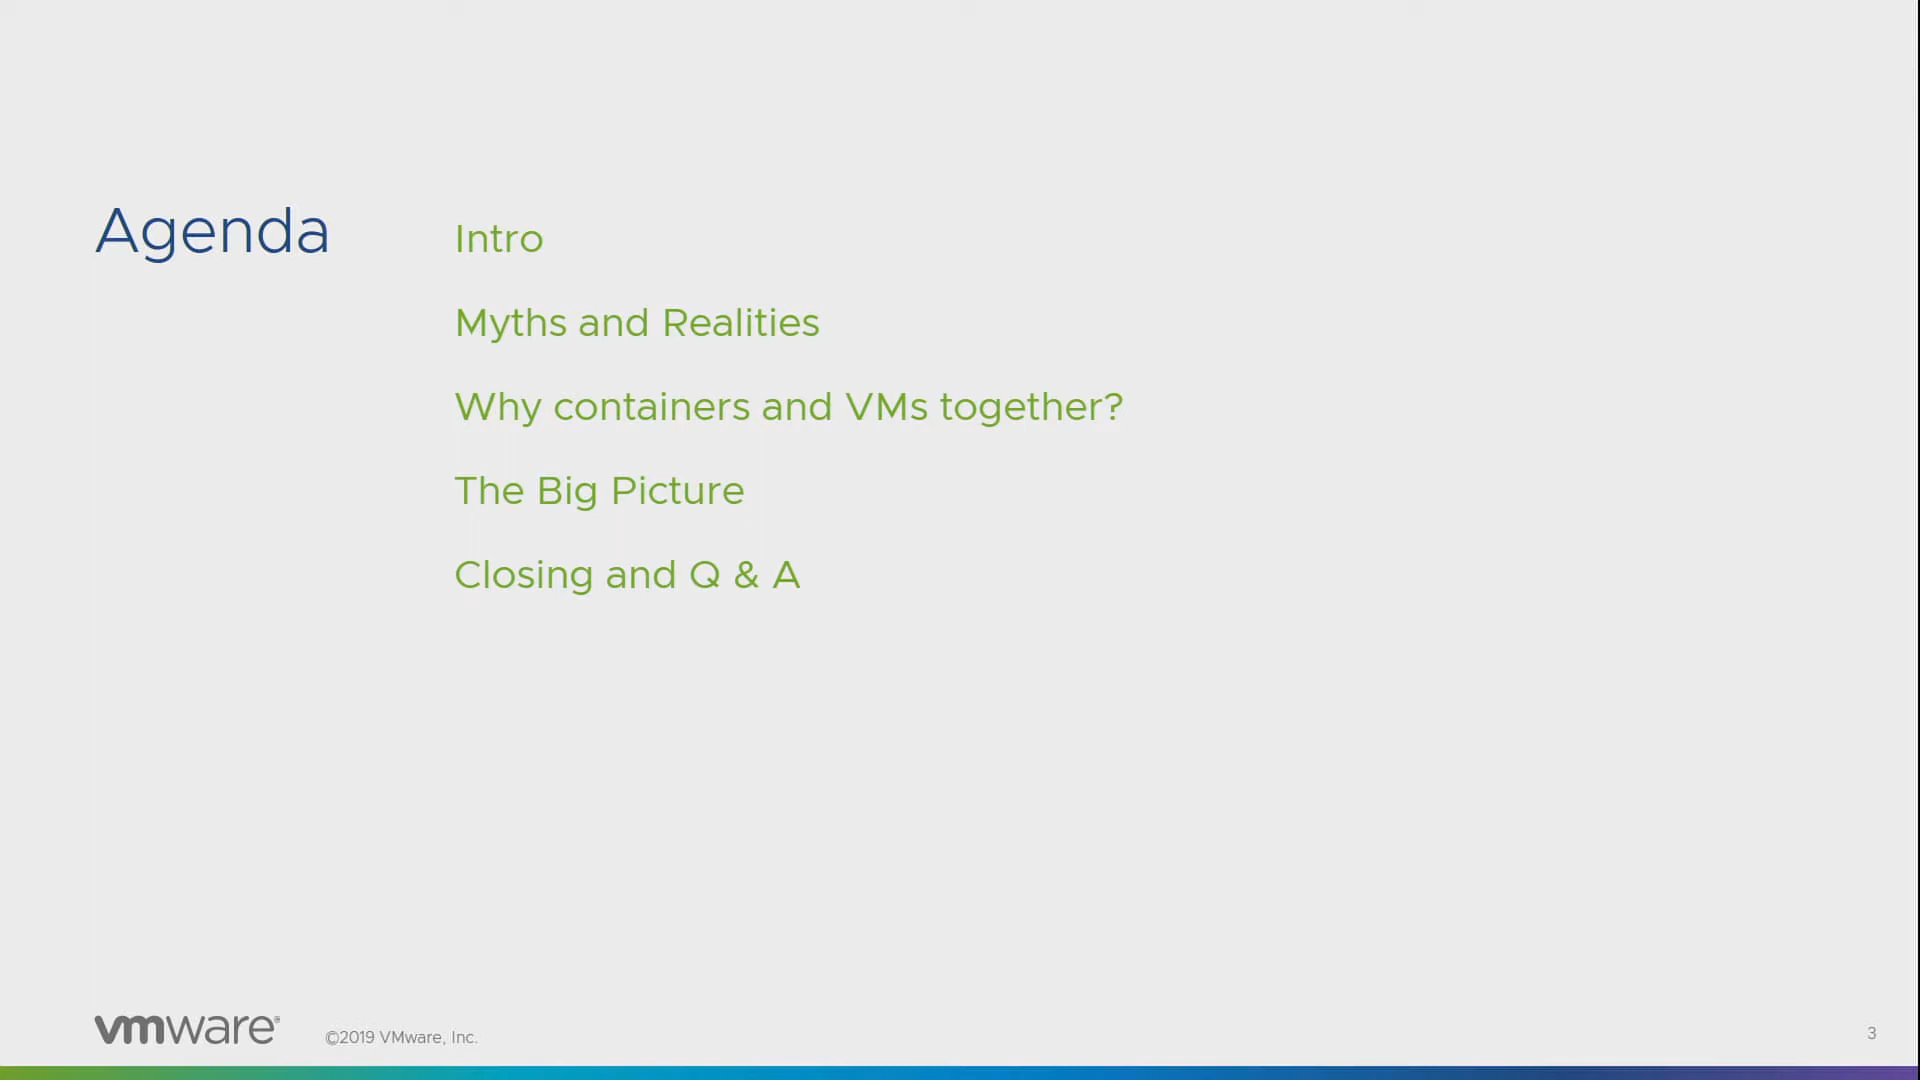 Agenda
Intro
Myths and Realities
Why containers and VMs together?
The Big Picture
Closing and Q & A
vmware®
©2019 VMware, Inc.
3